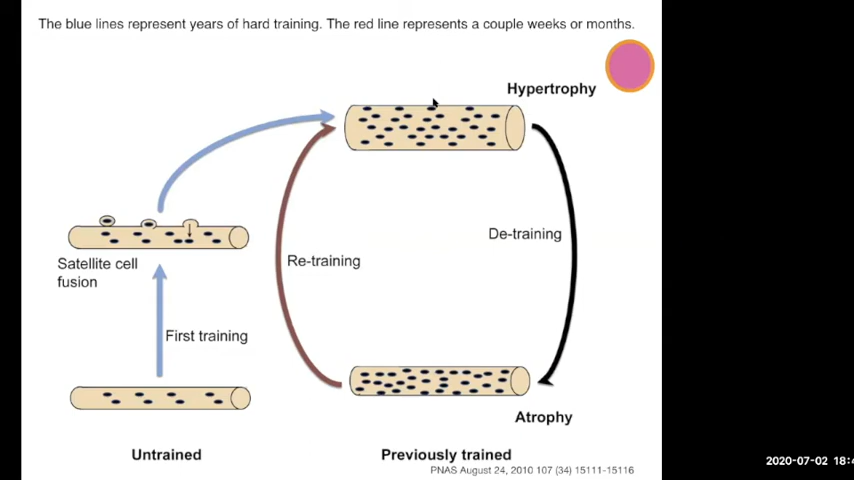 The blue lines represent years of hard training. The red line represents a couple weeks or months.
Hypertrophy
De-training
Re-training
Satellite cell
fusion
First training
Atrophy
Untrained
Previously trained
PNAS August 24, 2010 107 (34) 15111-15116
2020-07-02